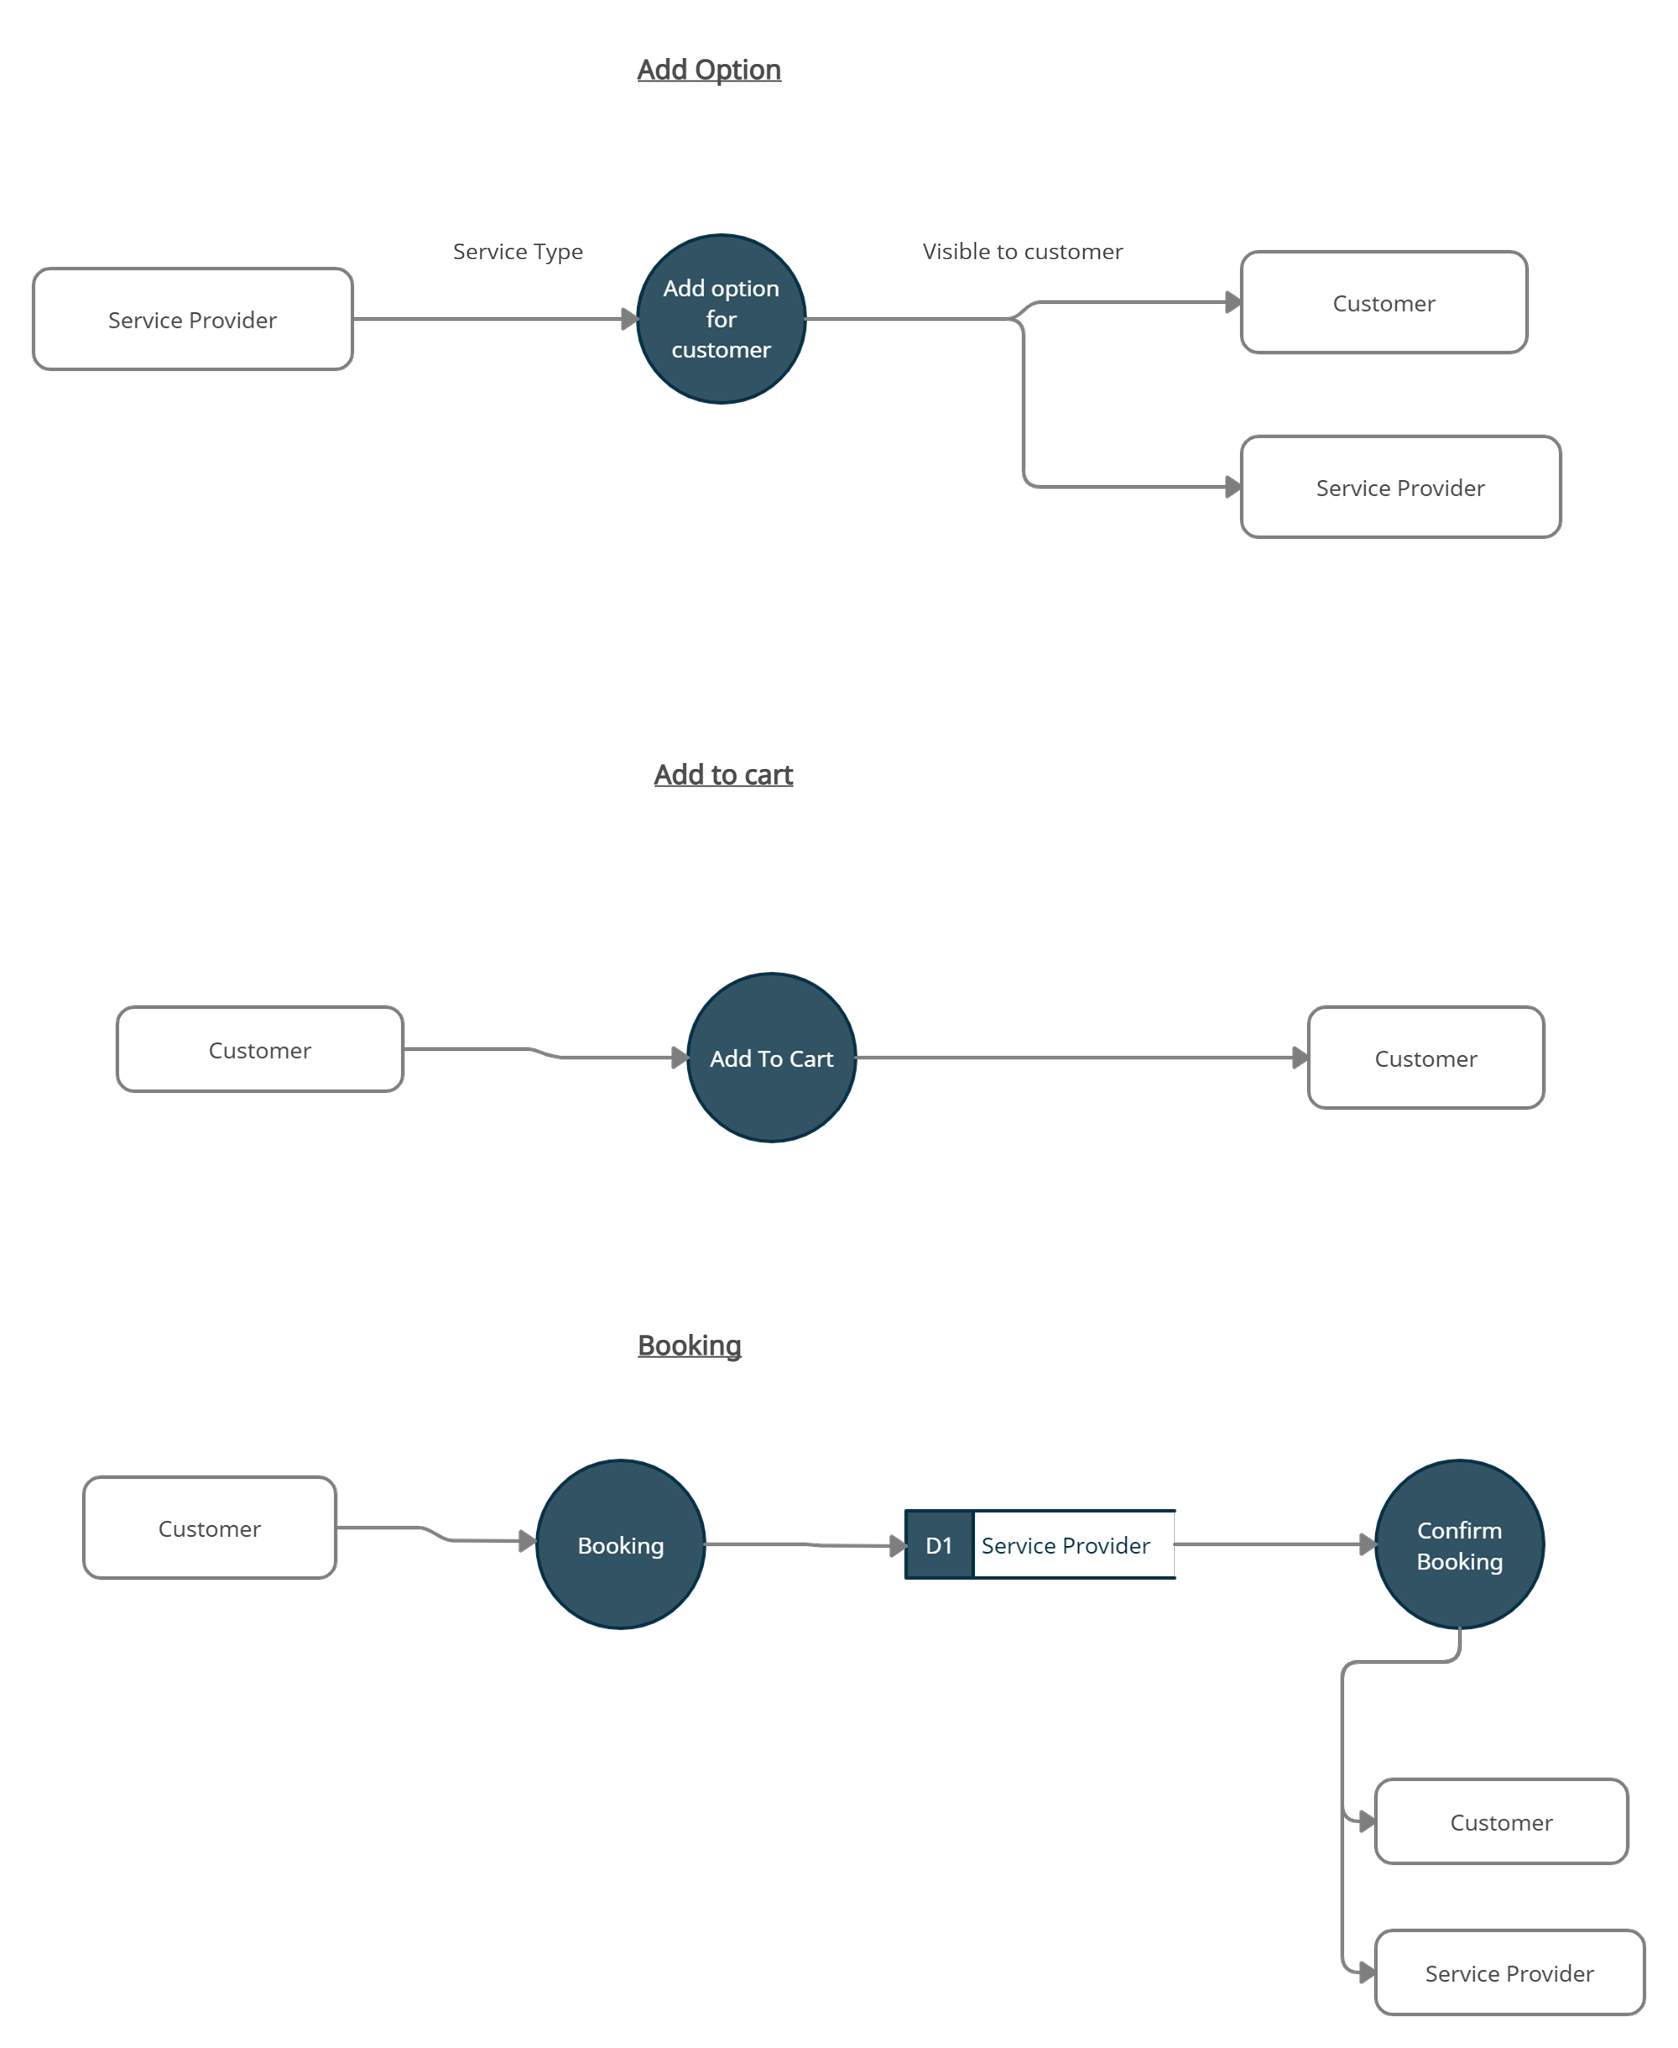 Add Option
Service Type
Visible to customer
Service Provider
Add option
for
customer
Customer
Service Provider
Add to cart
Customer
Add To Cart
Customer
Booking
Customer
Booking
D1
Service Provider
Confirm
Booking
Customer
Service Provider